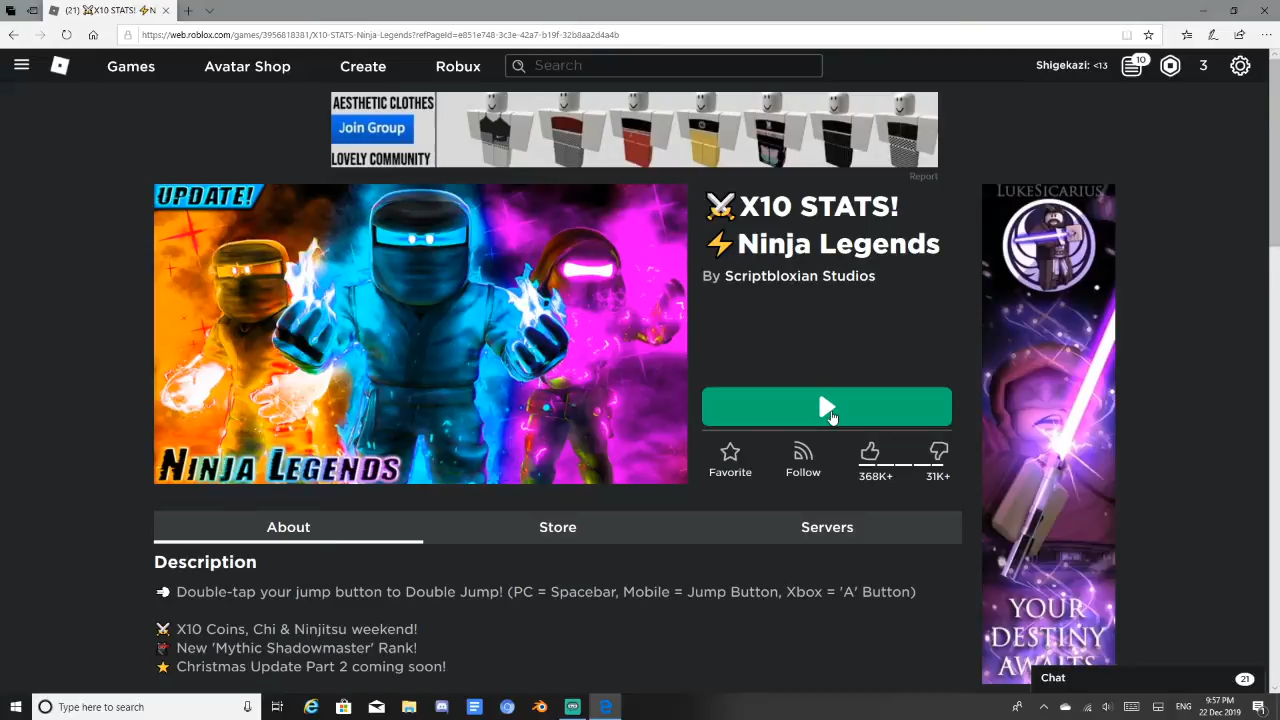 (21) ⚔X10 STATS! ⚡N
https://web.roblox.com/games/3956818381/X10-STATS-Ninja-Legends?refPageId=e851e748-3c3e-42a7-b19f-32b8aa2d4a4b
Games
Avatar Shop
Create
Robux
Search
Shigekazi: <13
10
3
AESTHETIC CLOTHES
Join Group
LOVELY COMMUNITY
Report
UPDATE!
NINJA LEGENDS
⚔X10 STATS!
⚡Ninja Legends
By Scriptbloxian Studios
Favorite
Follow
368K+
31K+
LUKESICARIUS
YOUR
DESTINY
AWAITS
About
Store
Servers
Description
Double-tap your jump button to Double Jump! (PC = Spacebar, Mobile = Jump Button, Xbox = 'A' Button)
⚔ X10 Coins, Chi & Ninjitsu weekend!
New 'Mythic Shadowmaster' Rank!
⭐ Christmas Update Part 2 coming soon!
Chat
21
Type here to search
ENG
9:57 PM
22 Dec 2019